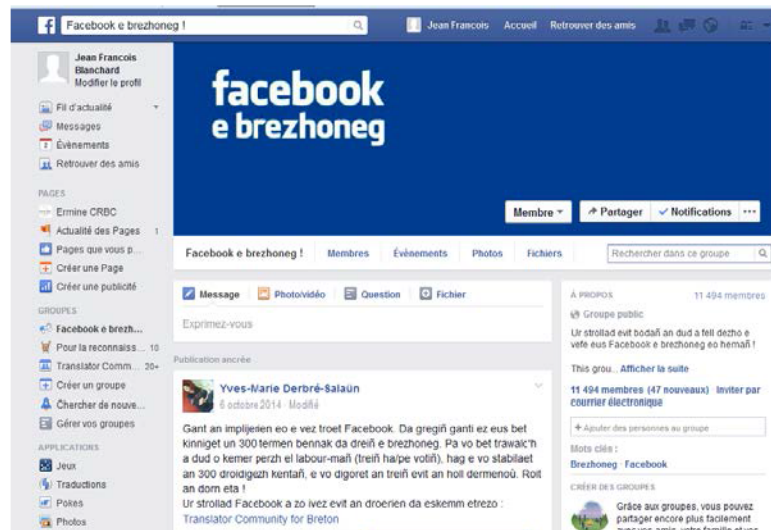 Facebook e brezhoneg !
Jean Francois Accueil Retrouver des amis
Jean Francois
Blanchard
Modifier le profil
Fil d'actualité
Messages
Évènements
Retrouver des amis
PAGES
Ermine CRBC
Actualité des Pages 1
Pages que vous p...
Créer une Page
Créer une publicité
GROUPES
Facebook e brezh...
Pour la reconnaiss... 10
Translator Comm... 20+
Créer un groupe
Chercher de nouve...
Gérer vos groupes
APPLICATIONS
Jeux
Traductions
Pokes
Photos
facebook
e brezhoneg
Membre Partager Notifications ...
Facebook e brezhoneg ! Membres Évènements Photos Fichiers Rechercher dans ce groupe
Message Photo/vidéo Question Fichier
Exprimez-vous
Publication ancrée
Yves-Marie Derbré-Salaün
6 octobre 2014 · Modifié
Gant an implijerien eo e vez troet Facebook. Da gregiñ ganti ez eus bet
kinniget un 300 termen bennak da dreiñ e brezhoneg. Pa vo bet trawalc'h
a dud o kemer perzh el labour-mañ (treiñ ha/pe votiñ), hag e vo stabilaet
an 300 droidigezh kentañ, e vo digoret an treiñ evit an holl dermenoù. Roit
an dorn eta !
Ur strollad Facebook a zo ivez evit an droerien da eskemm etrezo :
Translator Community for Breton
À PROPOS 11 494 membres
Groupe public
Ur strollad evit bodañ an dud a fell dezho e
vefe eus Facebook e brezhoneg eo hemañ !
This grou... Afficher la suite
11 494 membres (47 nouveaux) · Inviter par
courrier électronique
+ Ajouter des personnes au groupe
Mots clés :
Brezhoneg · Facebook
CRÉER DES GROUPES
Grâce aux groupes, vous pouvez
partager encore plus facilement